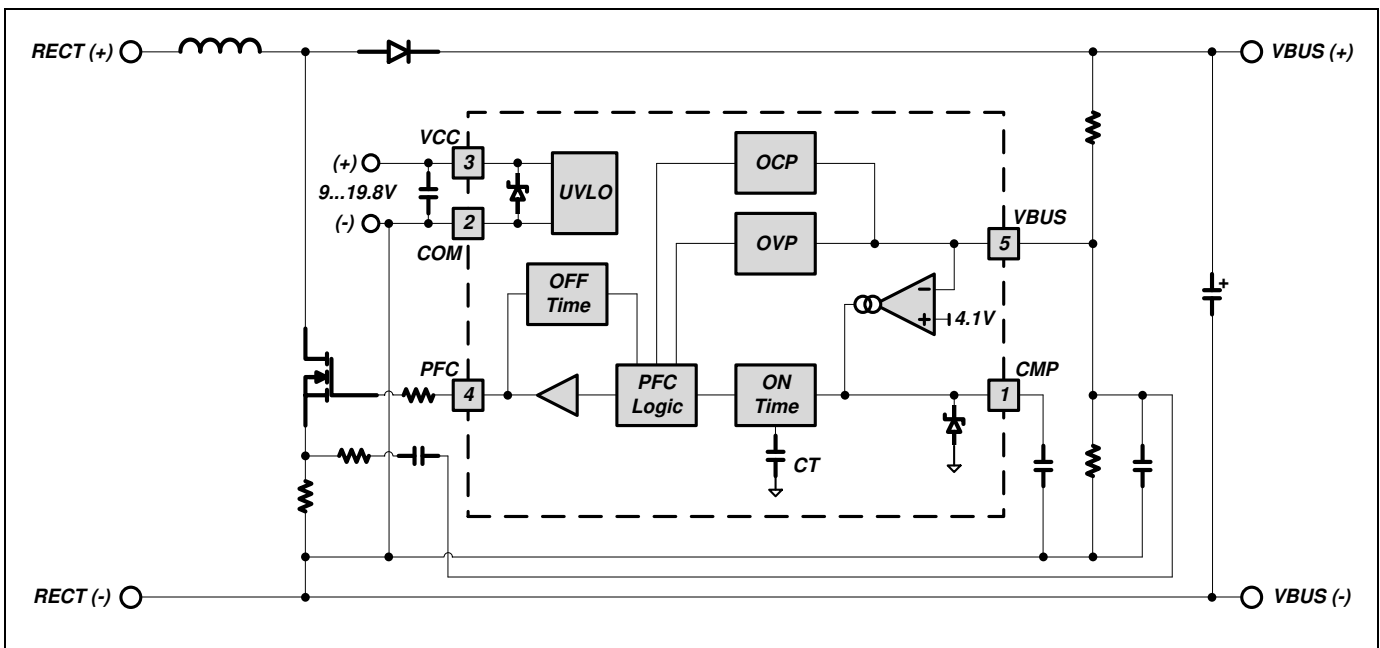 RECT (+)
VBUS (+)
VCC
(+)
3
9...19.8V
UVLO
(-)
2
COM
OCP
OVP
VBUS
5
OFF
Time
4.1V
PFC
4
PFC
Logic
ON
Time
CMP
1
CT
RECT (-)
VBUS (-)